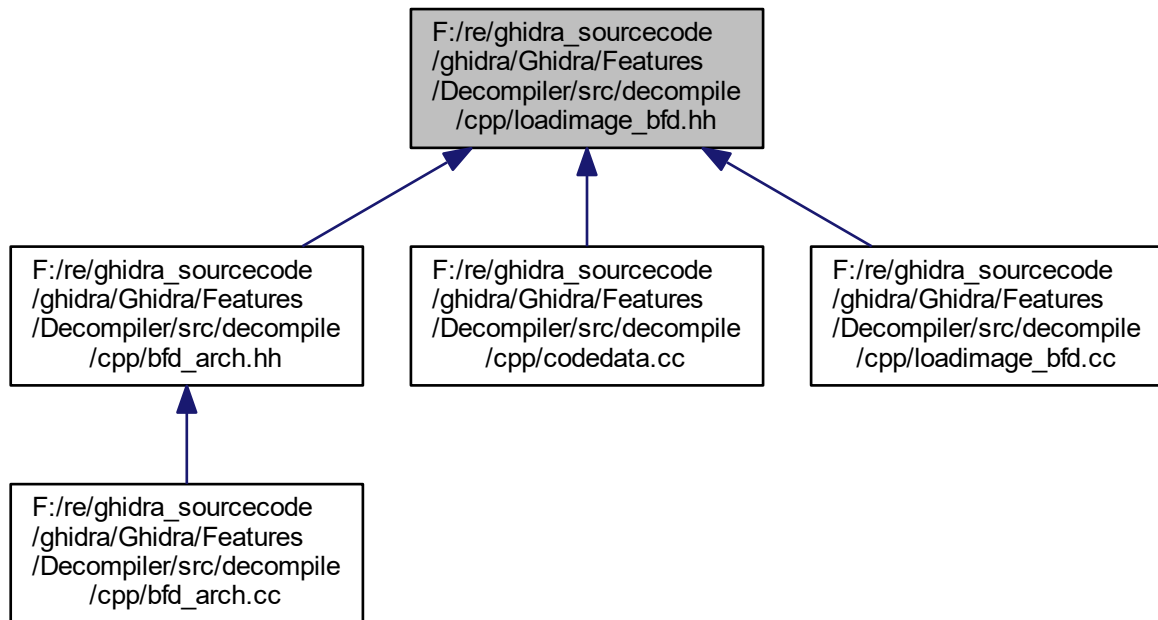 F:/re/ghidra_sourcecode
/ghidra/Ghidra/Features
/Decompiler/src/decompile
/cpp/loadimage_bfd.hh
F:/re/ghidra_sourcecode
/ghidra/Ghidra/Features
/Decompiler/src/decompile
/cpp/bfd_arch.hh
F:/re/ghidra_sourcecode
/ghidra/Ghidra/Features
/Decompiler/src/decompile
/cpp/codedata.cc
F:/re/ghidra_sourcecode
/ghidra/Ghidra/Features
/Decompiler/src/decompile
/cpp/loadimage_bfd.cc
F:/re/ghidra_sourcecode
/ghidra/Ghidra/Features
/Decompiler/src/decompile
/cpp/bfd_arch.cc